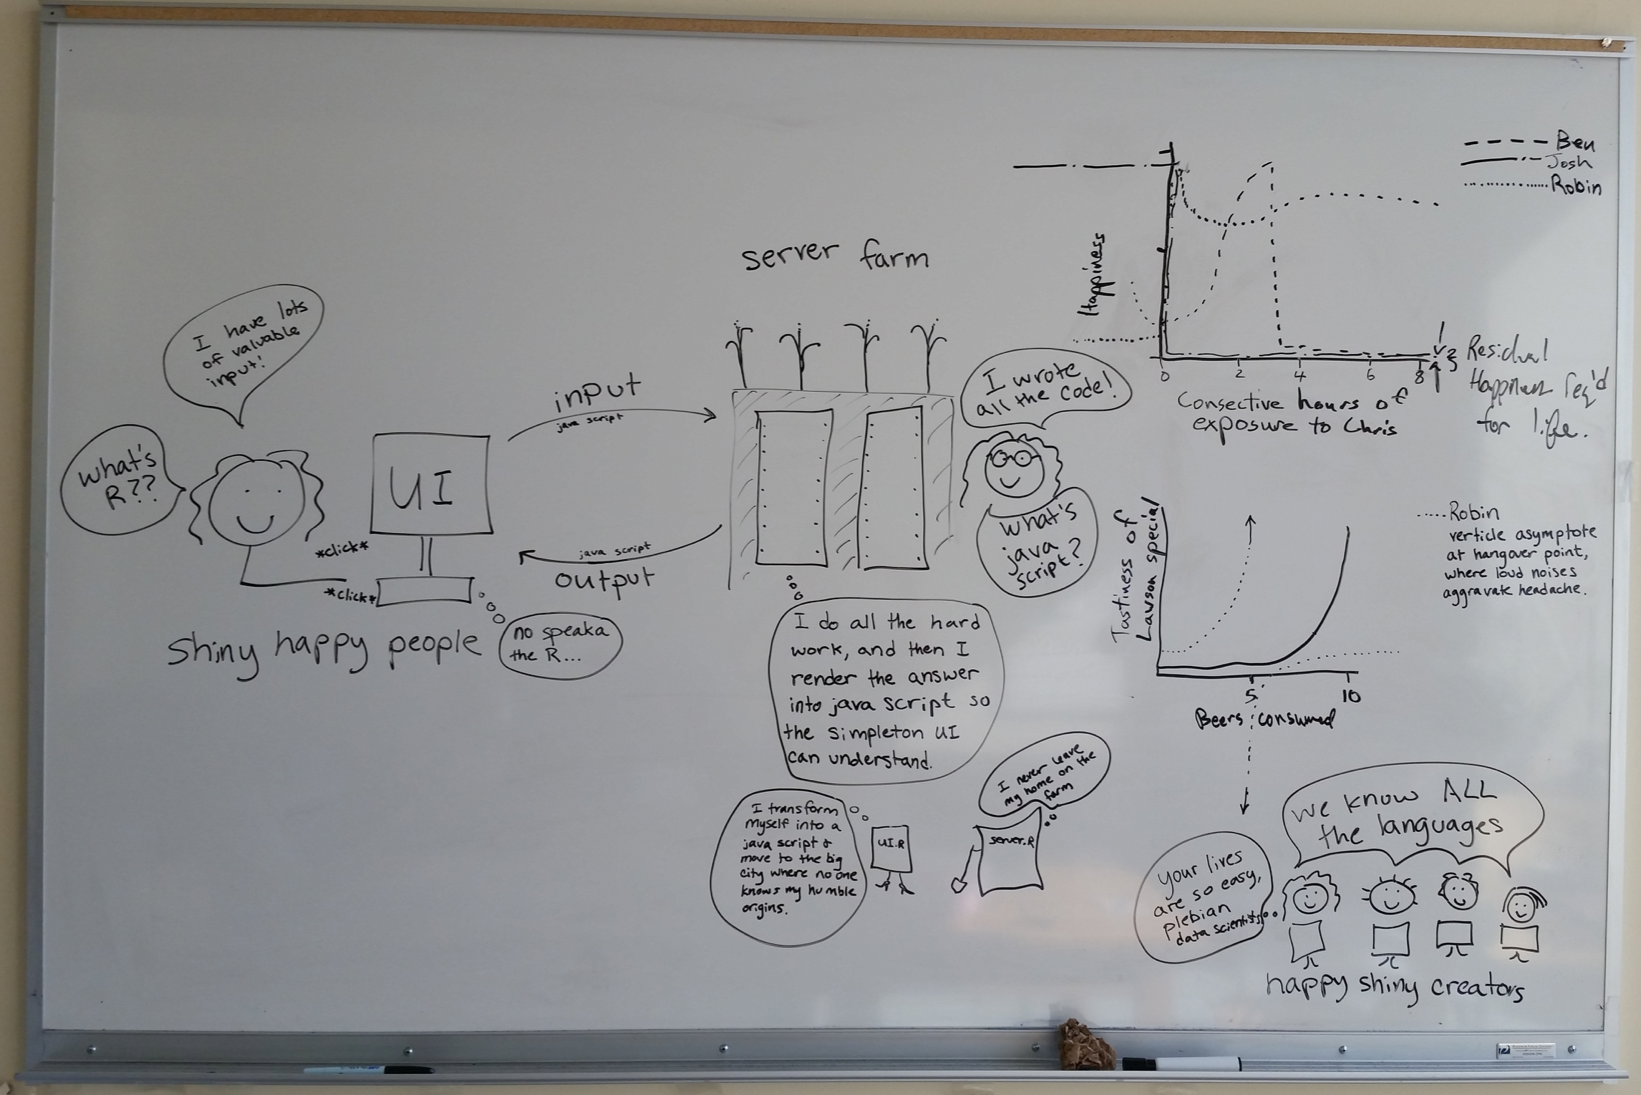 I have lots
of valuable
input!
what's
R??
*click*
*click*
UI
shiny happy people
no speaka
the R...
input
java script
java script
output
server farm
I wrote
all the code!
what's
java
script?
I do all the hard
work, and then I
render the answer
into java script so
the simpleton UI
can understand.
I transform
myself into a
java script &
move to the big
city where no one
knows my humble
origins.
UI.R
I never leave
my home on the
farm
server.R
Ben
Josh
Robin
Happiness
0 2 4 6 8
Consective hours of
exposure to Chris
Residual
Happiness req'd
for life.
Tastiness of
Lawson special
5 10
Beers consumed
Robin
verticle asymptote
at hangover point,
where loud noises
aggravate headache.
we know ALL
the languages
your lives
are so easy,
plebian
data scientists
happy shiny creators